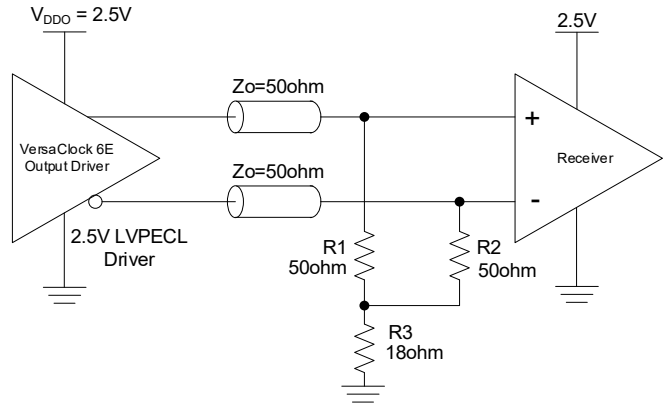 V_DDO = 2.5V
2.5V
Zo=50ohm
+
VersaClock 6E
Output Driver
Receiver
Zo=50ohm
-
2.5V LVPECL
Driver
R1
50ohm
R2
50ohm
R3
18ohm